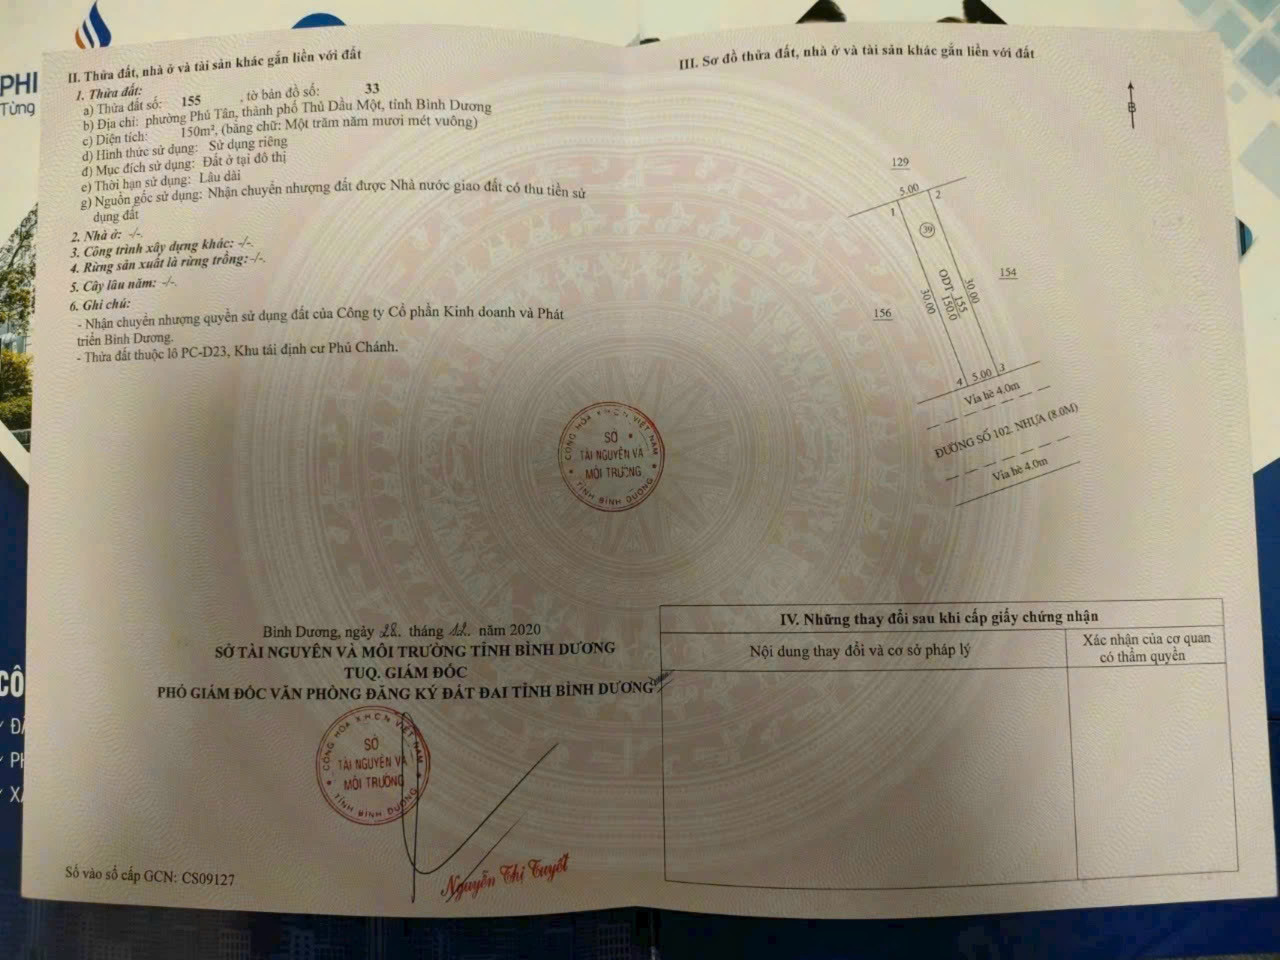 PHI
Từng
II. Thửa đất, nhà ở và tài sản khác gắn liền với đất
1. Thửa đất:
a) Thửa đất số: 155 , tờ bản đồ số: 33
b) Địa chỉ: phường Phú Tân, thành phố Thủ Dầu Một, tỉnh Bình Dương
c) Diện tích: 150m², (bằng chữ: Một trăm năm mươi mét vuông)
d) Hình thức sử dụng: Sử dụng riêng
đ) Mục đích sử dụng: Đất ở tại đô thị
e) Thời hạn sử dụng: Lâu dài
g) Nguồn gốc sử dụng: Nhận chuyển nhượng đất được Nhà nước giao đất có thu tiền sử
dụng đất
2. Nhà ở: -/-.
3. Công trình xây dựng khác: -/-.
4. Rừng sản xuất là rừng trồng:-/-.
5. Cây lâu năm: -/-.
6. Ghi chú:
- Nhận chuyển nhượng quyền sử dụng đất của Công ty Cổ phần Kinh doanh và Phát
triển Bình Dương.
- Thửa đất thuộc lô PC-D23, Khu tái định cư Phú Chánh.
CỘNG HÒA X.H.C.N VIỆT NAM
SỞ
TÀI NGUYÊN VÀ
MÔI TRƯỜNG
TỈNH BÌNH DƯƠNG
Bình Dương, ngày 28. tháng 12. năm 2020
SỞ TÀI NGUYÊN VÀ MÔI TRƯỜNG TỈNH BÌNH DƯƠNG
TUQ. GIÁM ĐỐC
PHÓ GIÁM ĐỐC VĂN PHÒNG ĐĂNG KÝ ĐẤT ĐAI TỈNH BÌNH DƯƠNG
CỘNG HÒA X.H.C.N VIỆT NAM
SỞ
TÀI NGUYÊN VÀ
MÔI TRƯỜNG
TỈNH BÌNH DƯƠNG
Nguyễn Thị Tuyết
Số vào sổ cấp GCN: CS09127
III. Sơ đồ thửa đất, nhà ở và tài sản khác gắn liền với đất
B
129
5.00
1
2
39
154
ODT 155
150.0
30.00
30.00
156
4
5.00
3
Vỉa hè 4.0m
ĐƯỜNG SỐ 102. NHỰA (8.0M)
Vỉa hè 4.0m
IV. Những thay đổi sau khi cấp giấy chứng nhận
Nội dung thay đổi và cơ sở pháp lý
Xác nhận của cơ quan
có thẩm quyền
CÔ